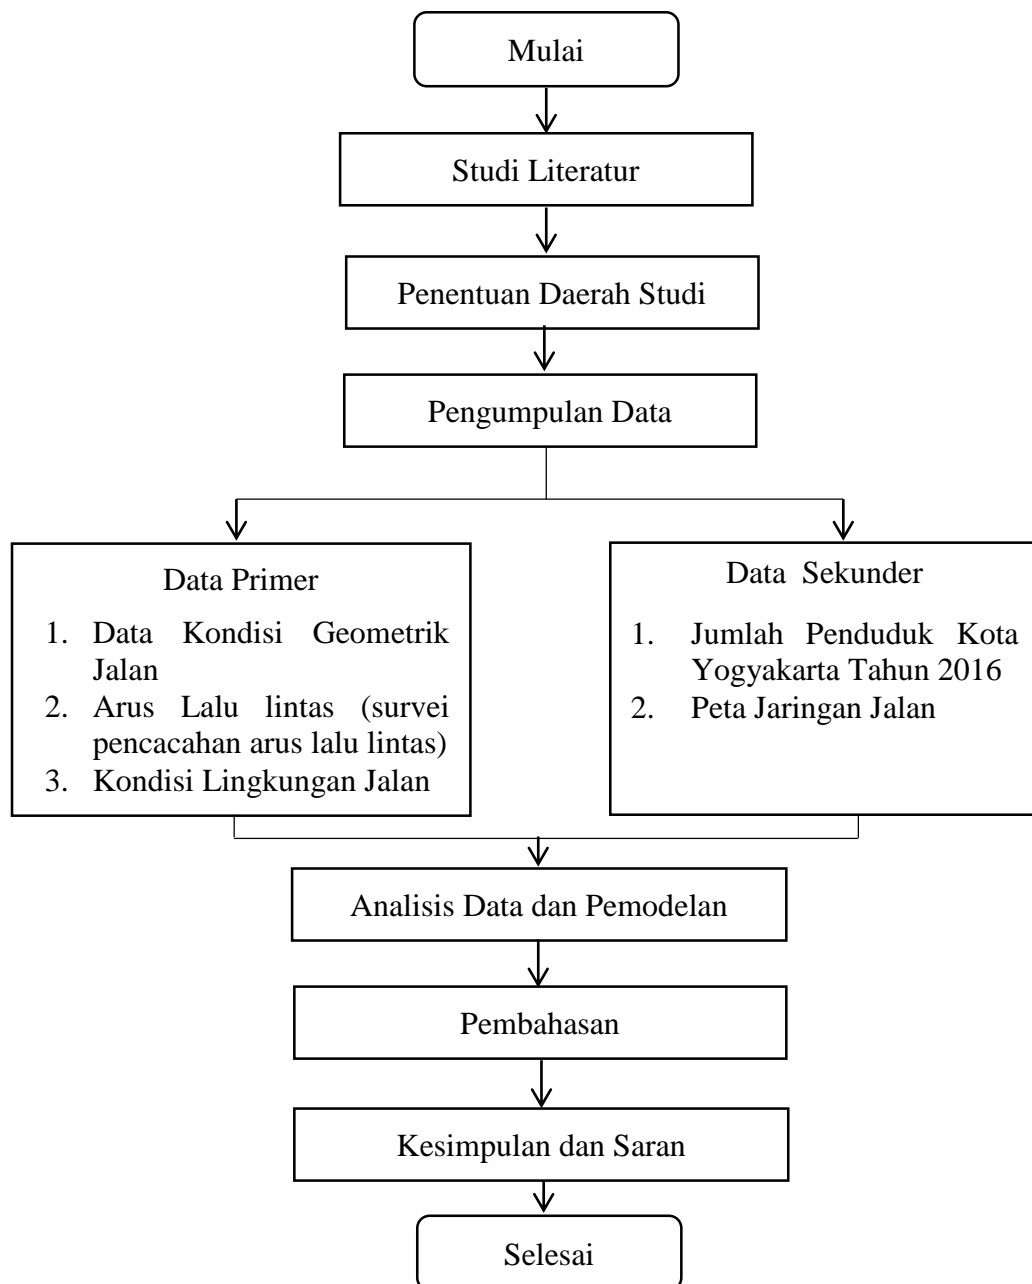 Mulai
Studi Literatur
Penentuan Daerah Studi
Pengumpulan Data
Data Primer
1. Data Kondisi Geometrik
Jalan
2. Arus Lalu lintas (survei
pencacahan arus lalu lintas)
3. Kondisi Lingkungan Jalan
Data Sekunder
1. Jumlah Penduduk Kota
Yogyakarta Tahun 2016
2. Peta Jaringan Jalan
Analisis Data dan Pemodelan
Pembahasan
Kesimpulan dan Saran
Selesai